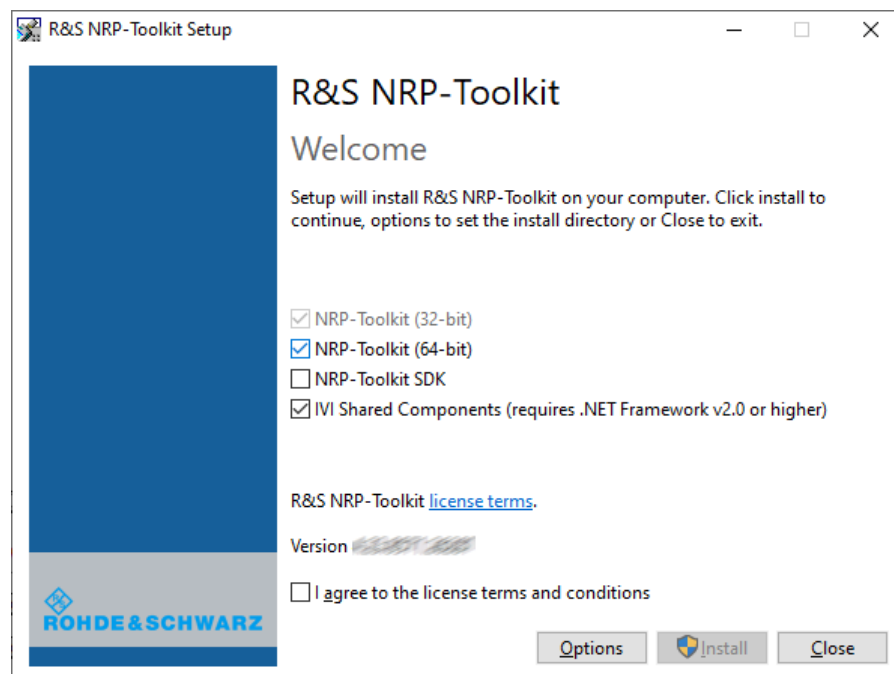 R&S NRP-Toolkit Setup
R&S NRP-Toolkit
Welcome
Setup will install R&S NRP-Toolkit on your computer. Click install to
continue, options to set the install directory or Close to exit.
NRP-Toolkit (32-bit)
NRP-Toolkit (64-bit)
NRP-Toolkit SDK
IVI Shared Components (requires .NET Framework v2.0 or higher)
R&S NRP-Toolkit license terms.
Version
I agree to the license terms and conditions
ROHDE&SCHWARZ
Options
Install
Close